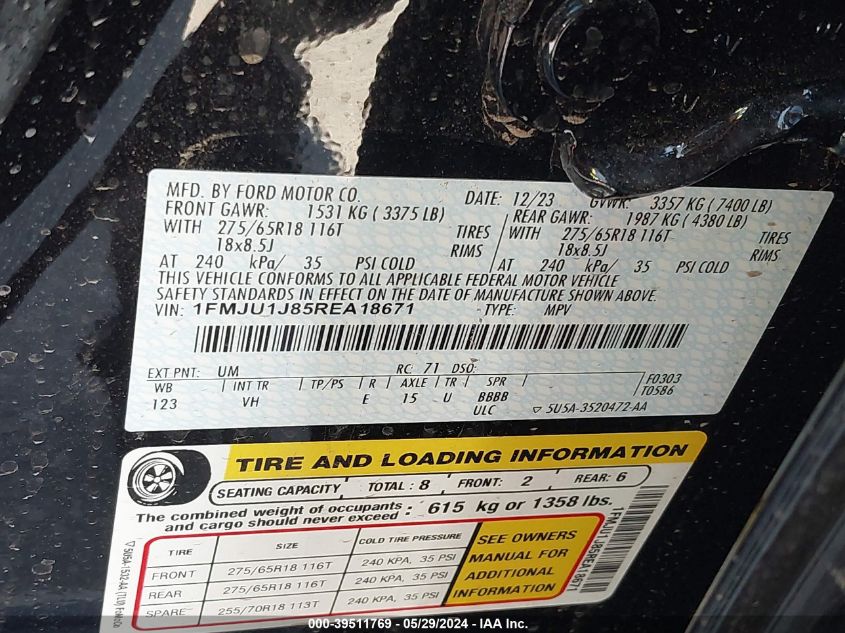 MFD. BY FORD MOTOR CO.
DATE: 12/23 GVWR: 3357 KG ( 7400 LB)
FRONT GAWR: 1531 KG ( 3375 LB) REAR GAWR: 1987 KG ( 4380 LB)
WITH 275/65R18 116T TIRES WITH 275/65R18 116T TIRES
18x8.5J RIMS 18x8.5J RIMS
AT 240 kPa/ 35 PSI COLD AT 240 kPa/ 35 PSI COLD
THIS VEHICLE CONFORMS TO ALL APPLICABLE FEDERAL MOTOR VEHICLE
SAFETY STANDARDS IN EFFECT ON THE DATE OF MANUFACTURE SHOWN ABOVE.
VIN: 1FMJU1J85REA18671 TYPE: MPV
EXT PNT: UM RC: 71 DSO:
WB INT TR TP/PS R AXLE TR SPR F0303
123 VH E 15 U BBBB T0586
ULC ▽ 5U5A-3520472-AA
TIRE AND LOADING INFORMATION
SEATING CAPACITY TOTAL : 8 FRONT: 2 REAR: 6
The combined weight of occupants
and cargo should never exceed : 615 kg or 1358 lbs.
TIRE SIZE COLD TIRE PRESSURE
FRONT 275/65R18 116T 240 KPA, 35 PSI
REAR 275/65R18 116T 240 KPA, 35 PSI
SPARE 255/70R18 113T 240 KPA, 35 PSI
SEE OWNERS
MANUAL FOR
ADDITIONAL
INFORMATION
1FMJU1J85REA18671
▽ 5U5A-1532-AA (TLU)
000-39511769 - 05/29/2024 - IAA Inc.